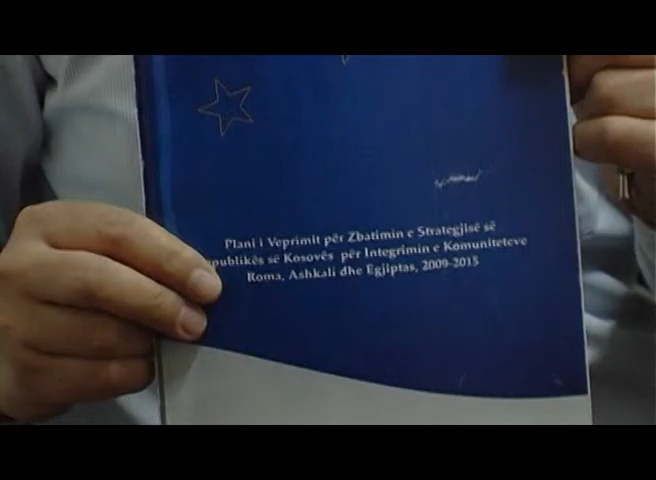 Plani i Veprimit për Zbatimin e Strategjisë së
publikës së Kosovës për Integrimin e Komuniteteve
Roma, Ashkali dhe Egjiptas, 2009-2015